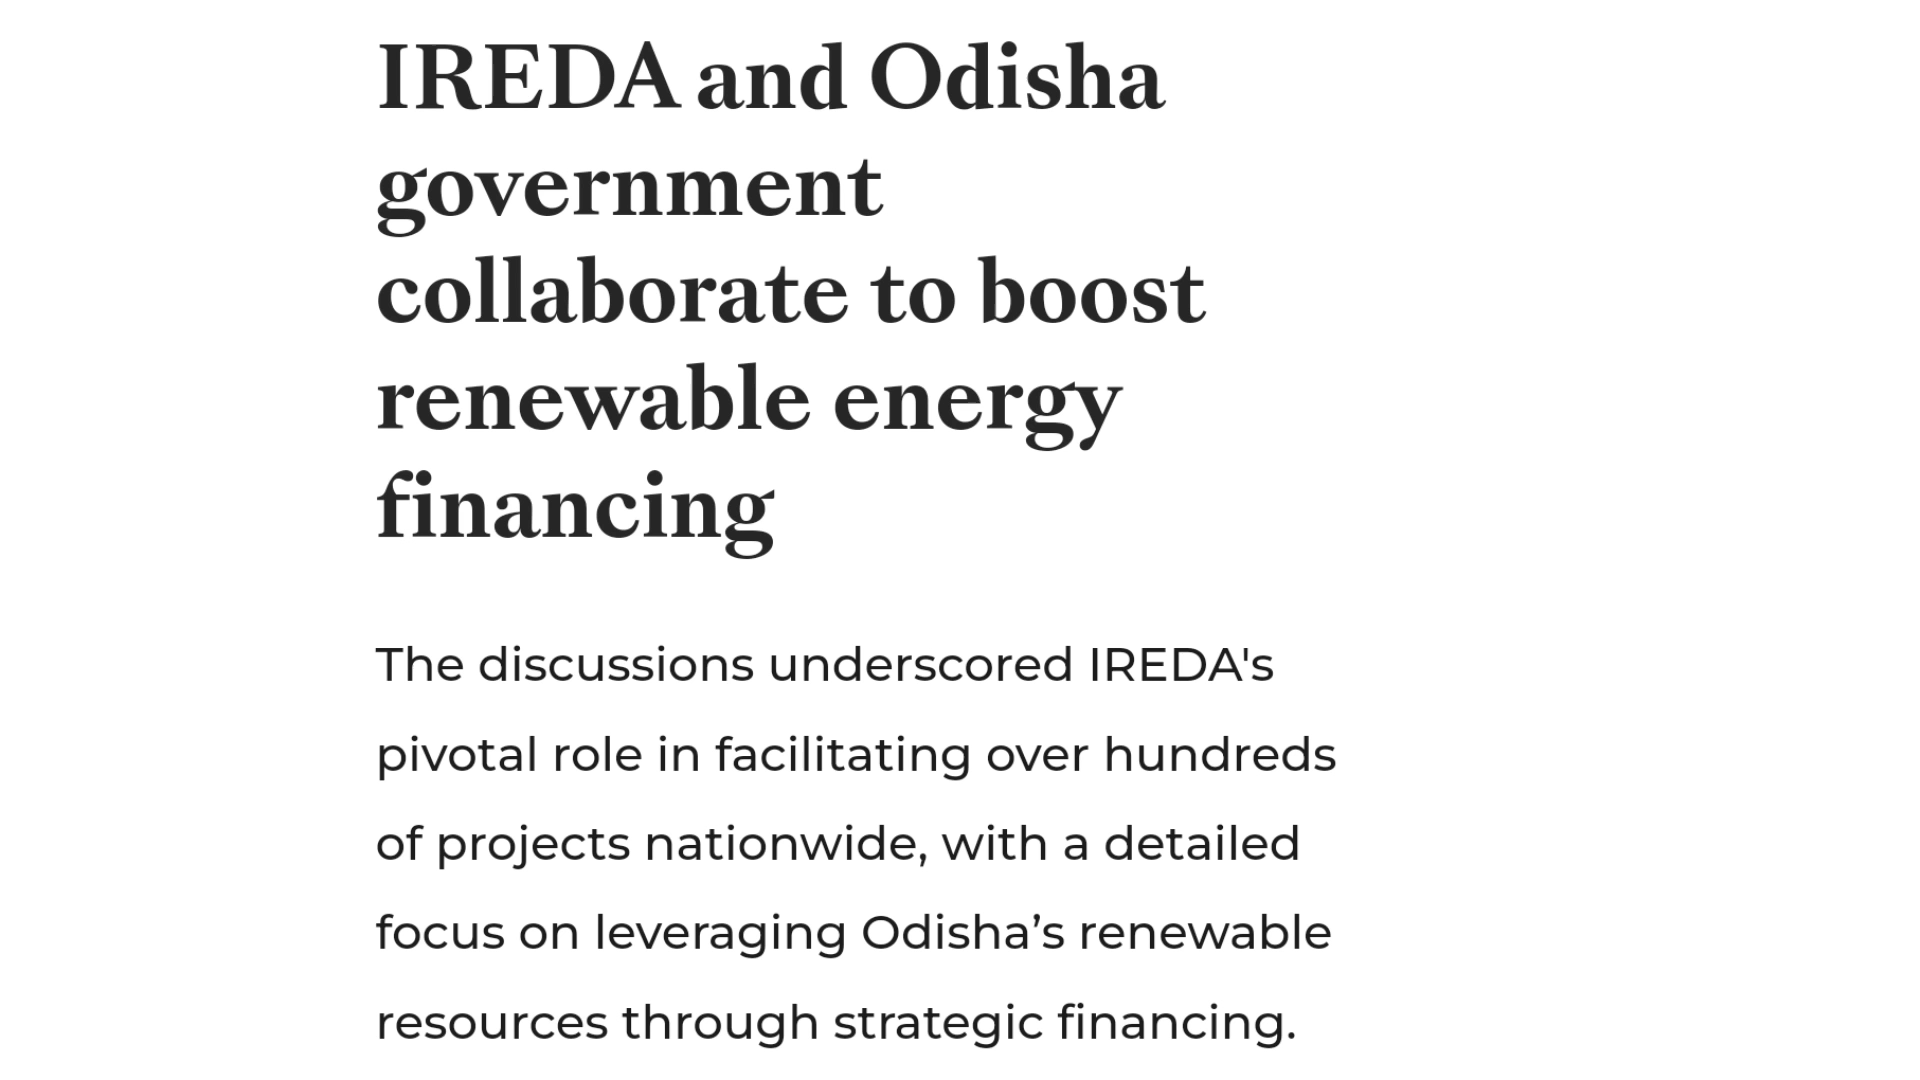 IREDA and Odisha
government
collaborate to boost
renewable energy
financing
The discussions underscored IREDA's
pivotal role in facilitating over hundreds
of projects nationwide, with a detailed
focus on leveraging Odisha’s renewable
resources through strategic financing.